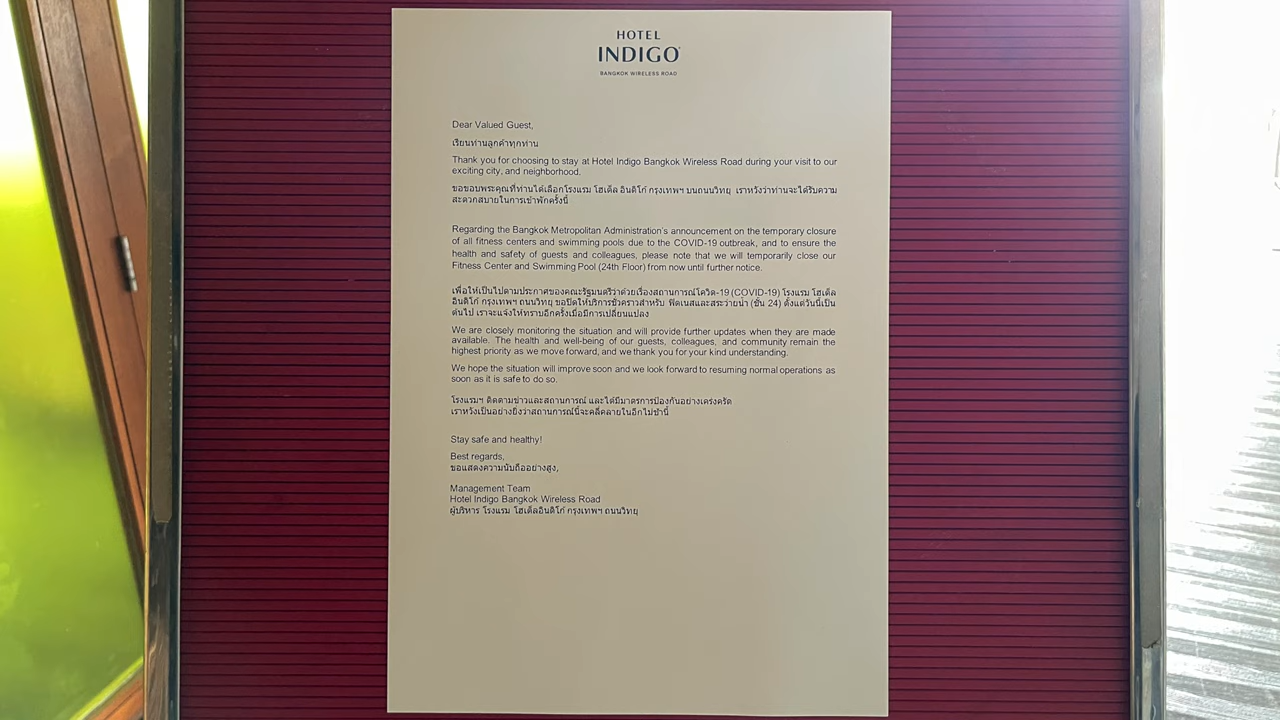 HOTEL
INDIGO
BANGKOK WIRELESS ROAD
Dear Valued Guest,
เรียนท่านลูกค้าทุกท่าน
Thank you for choosing to stay at Hotel Indigo Bangkok Wireless Road during your visit to our
exciting city, and neighborhood.
ขอขอบพระคุณที่ท่านได้เลือกโรงแรม โฮเต็ล อินดิโก้ กรุงเทพฯ บนถนนวิทยุ เราหวังว่าท่านจะได้รับความ
สะดวกสบายในการเข้าพักครั้งนี้
Regarding the Bangkok Metropolitan Administration's announcement on the temporary closure
of all fitness centers and swimming pools due to the COVID-19 outbreak, and to ensure the
health and safety of guests and colleagues, please note that we will temporarily close our
Fitness Center and Swimming Pool (24th Floor) from now until further notice.
เพื่อให้เป็นไปตามประกาศของคณะรัฐมนตรีว่าด้วยเรื่องสถานการณ์โควิด-19 (COVID-19) โรงแรม โฮเต็ล
อินดิโก้ กรุงเทพฯ ถนนวิทยุ ขอปิดให้บริการชั่วคราวสำหรับ ฟิตเนสและสระว่ายน้ำ (ชั้น 24) ตั้งแต่วันนี้เป็น
ต้นไป เราจะแจ้งให้ทราบอีกครั้งเมื่อมีการเปลี่ยนแปลง
We are closely monitoring the situation and will provide further updates when they are made
available. The health and well-being of our guests, colleagues, and community remain the
highest priority as we move forward, and we thank you for your kind understanding.
We hope the situation will improve soon and we look forward to resuming normal operations as
soon as it is safe to do so.
โรงแรมฯ ติดตามข่าวและสถานการณ์ และได้มีมาตรการป้องกันอย่างเคร่งครัด
เราหวังเป็นอย่างยิ่งว่าสถานการณ์นี้จะคลี่คลายในอีกไม่ช้านี้
Stay safe and healthy!
Best regards,
ขอแสดงความนับถืออย่างสูง,
Management Team
Hotel Indigo Bangkok Wireless Road
ผู้บริหาร โรงแรม โฮเต็ลอินดิโก้ กรุงเทพฯ ถนนวิทยุ